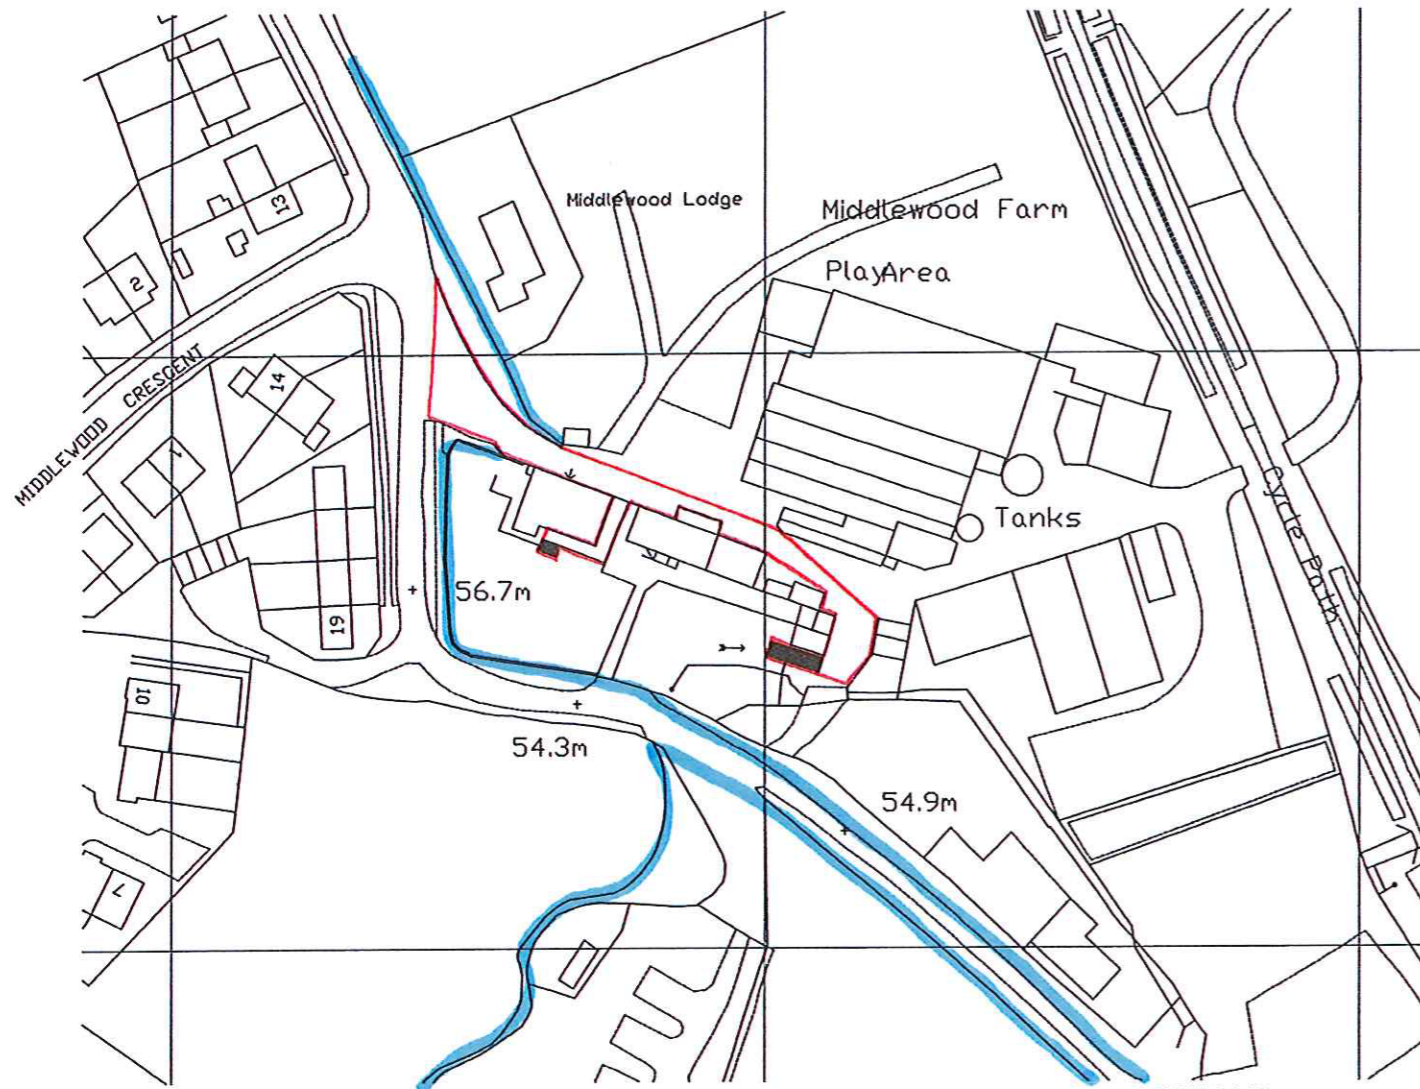 Middlewood Lodge
Middlewood Farm
PlayArea
13
2
MIDDLEWOOD CRESCENT
14
1
Cycle Path
Tanks
56.7m
19
10
54.3m
54.9m
7